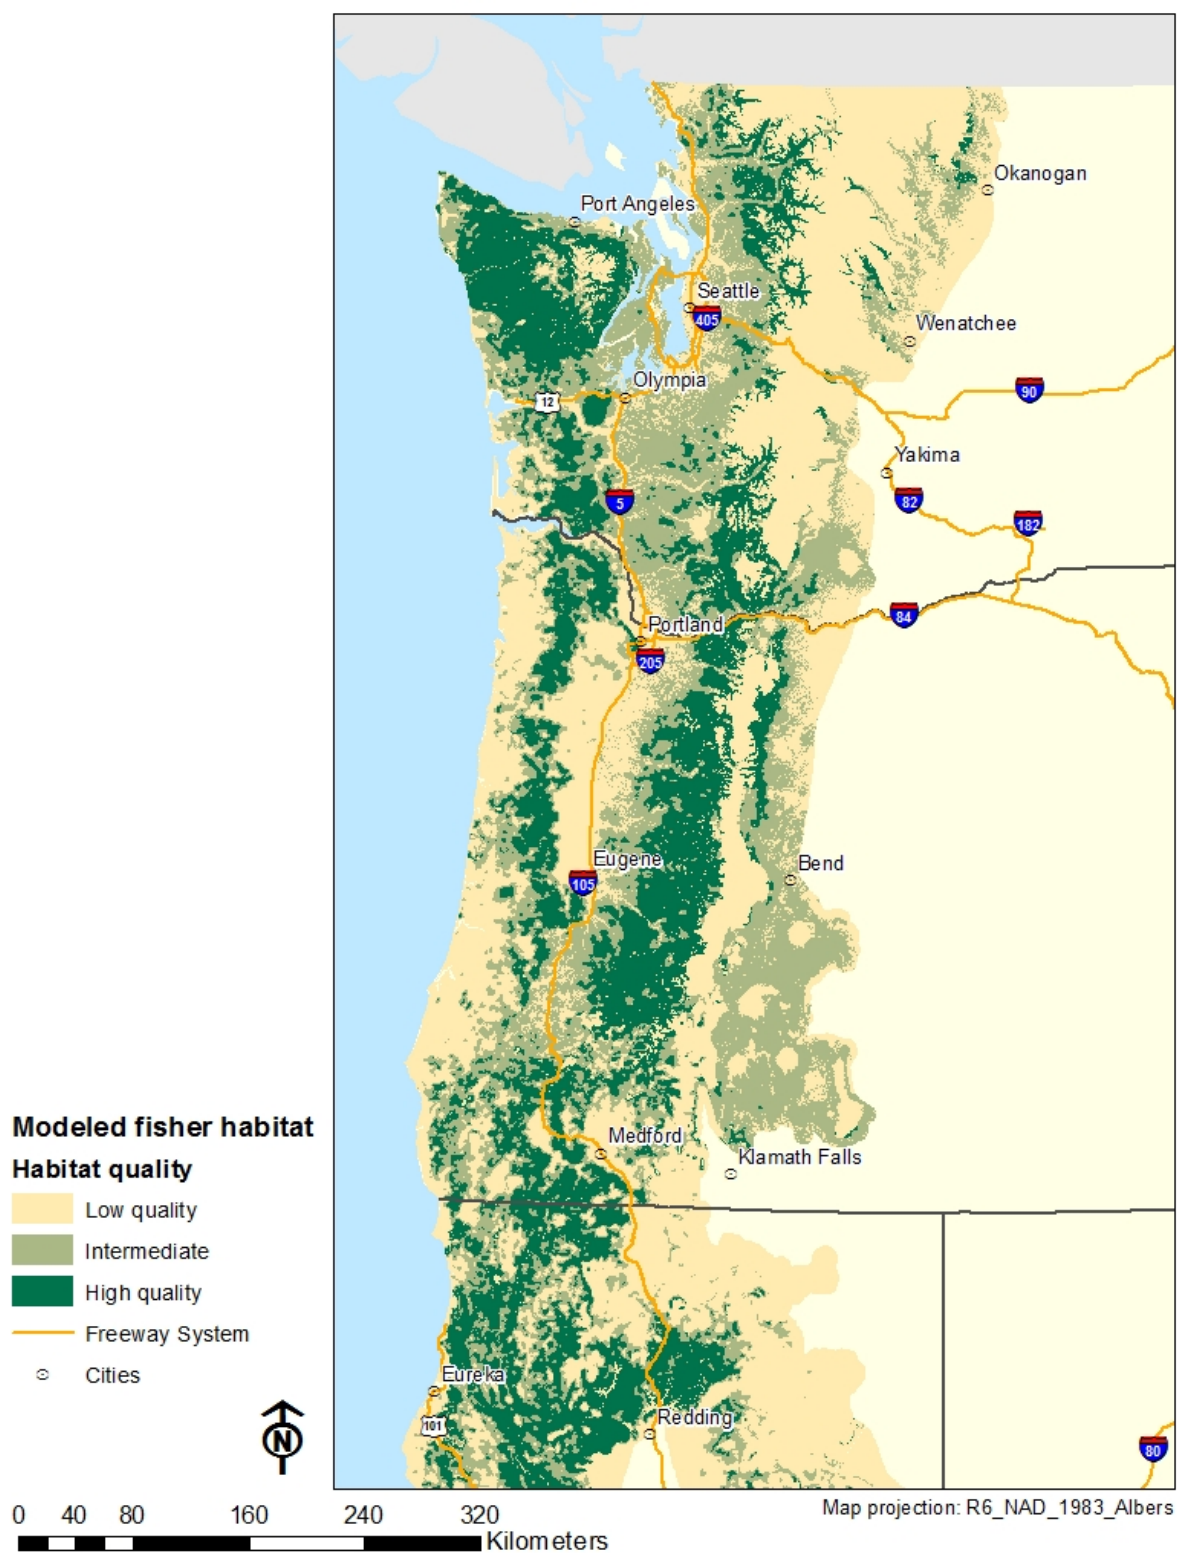 Okanogan
Port Angeles
Seattle
405
Wenatchee
Olympia
90
12
Yakima
5
82
182
84
Portland
205
Eugene
Bend
105
Modeled fisher habitat
Medford
Klamath Falls
Habitat quality
Low quality
Intermediate
High quality
Freeway System
Cities
Eureka
Redding
101
N
80
Map projection: R6_NAD_1983_Albers
0 40 80 160 240 320
Kilometers